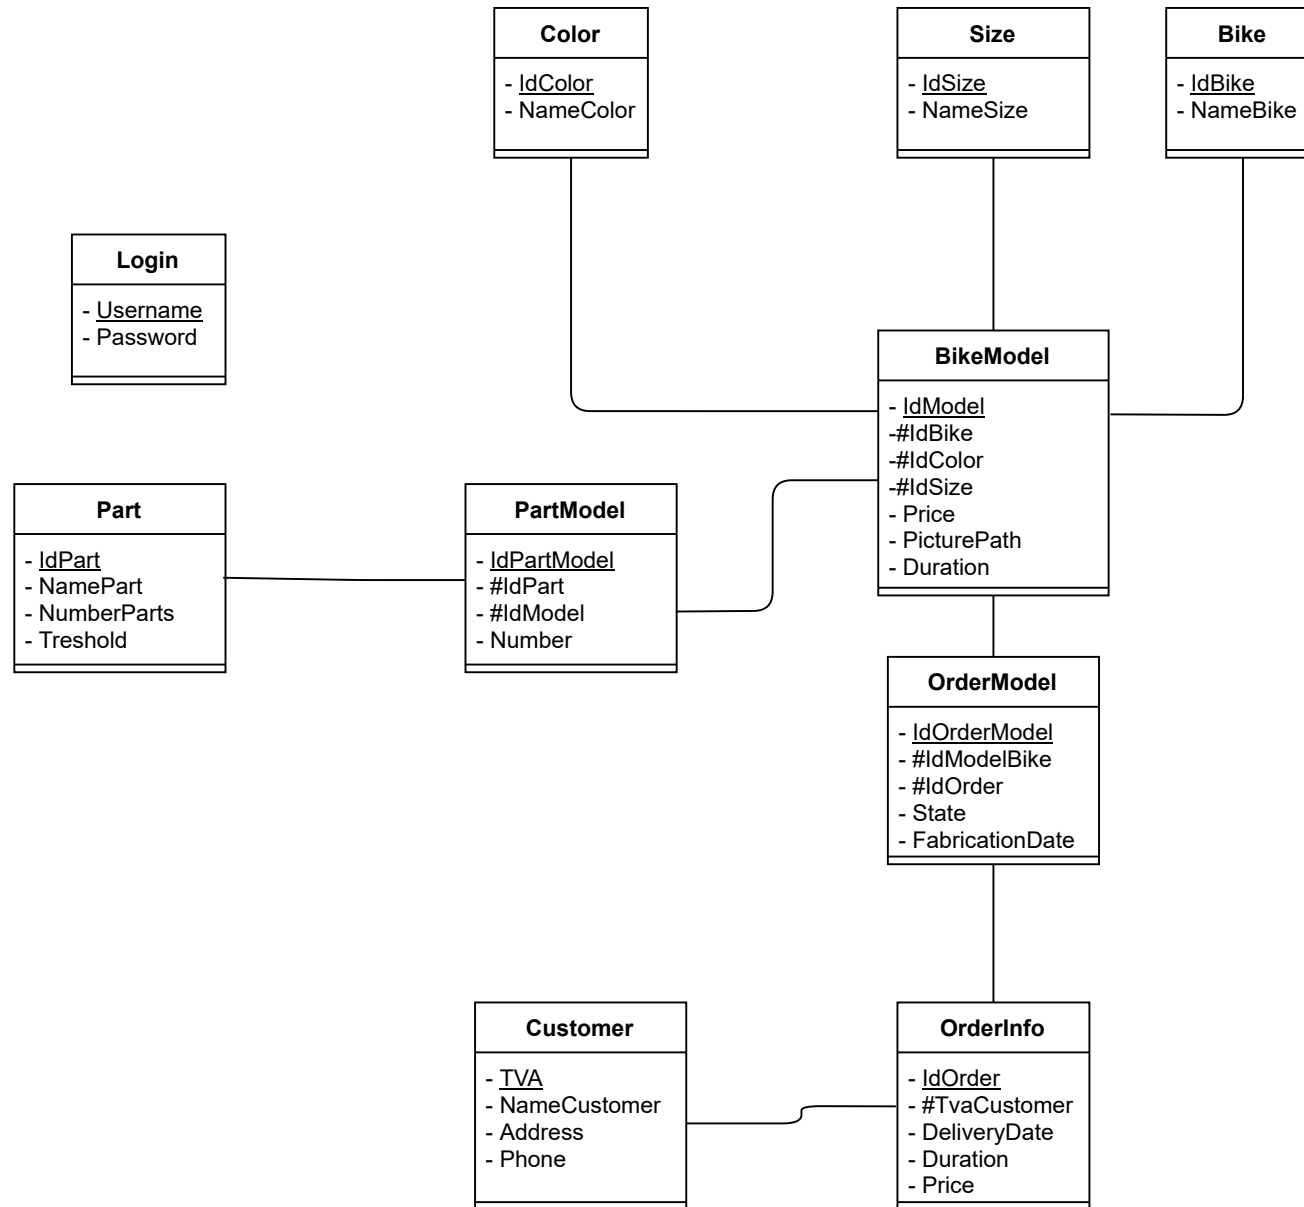 Color
- IdColor
- NameColor
Size
- IdSize
- NameSize
Bike
- IdBike
- NameBike
Login
- Username
- Password
BikeModel
- IdModel
-#IdBike
-#IdColor
-#IdSize
- Price
- PicturePath
- Duration
Part
- IdPart
- NamePart
- NumberParts
- Treshold
PartModel
- IdPartModel
- #IdPart
- #IdModel
- Number
OrderModel
- IdOrderModel
- #IdModelBike
- #IdOrder
- State
- FabricationDate
Customer
- TVA
- NameCustomer
- Address
- Phone
OrderInfo
- IdOrder
- #TvaCustomer
- DeliveryDate
- Duration
- Price